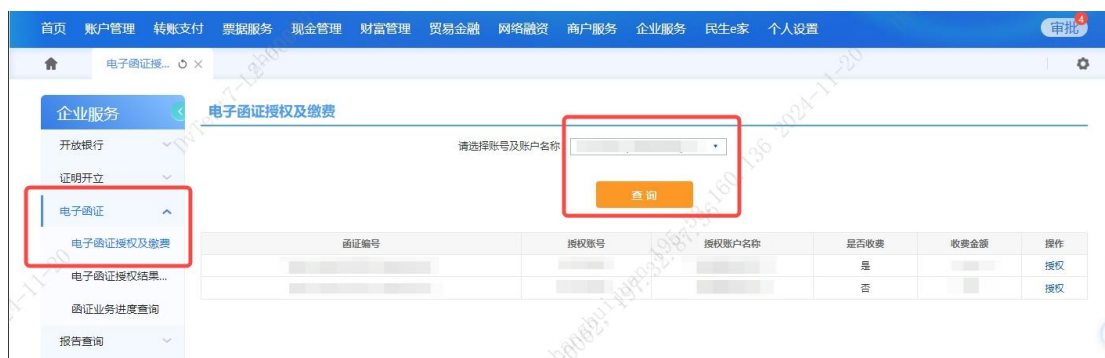 首页 账户管理 转账支付 票据服务 现金管理 财富管理 贸易金融 网络融资 商户服务 企业服务 民生e家 个人设置 审批 4
电子函证授... ×
企业服务
电子函证授权及缴费
开放银行
请选择账号及账户名称
证明开立
查询
电子函证
电子函证授权及缴费
函证编号 授权账号 授权账户名称 是否收费 收费金额 操作
是 授权
电子函证授权结果...
否 授权
函证业务进度查询
报告查询